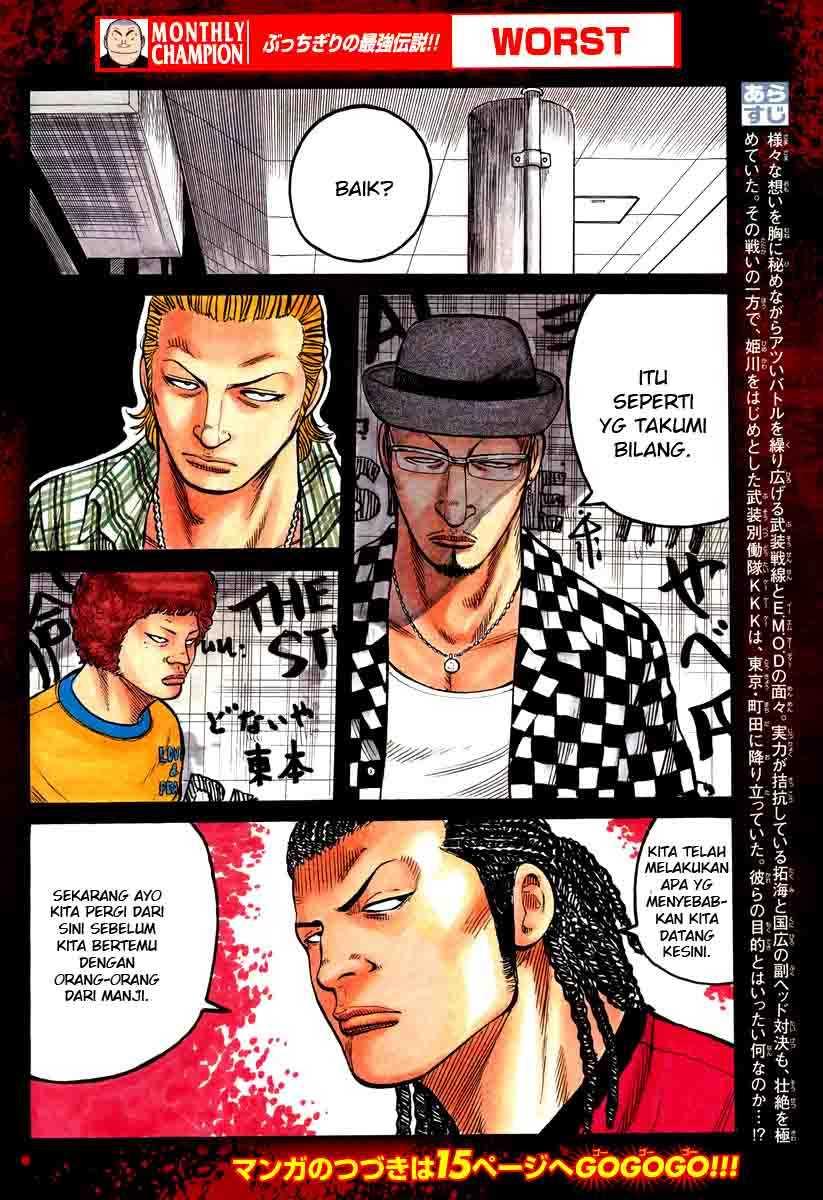 MONTHLY
CHAMPION
ぶっちぎりの最強伝説!!
WORST
あら
すじ
様々な想いを胸に秘めながらアツいバトルを繰り広げる武装戦線とE.M.O.Dの面々。実力が拮抗している拓海と国広の副ヘッド対決も、壮絶を極
めていた。その戦いの一方で、姫川をはじめとした武装別働隊KKKは、東京・町田に降り立っていた。彼らの目的とはいったい何なのか…!?
BAIK?
ITU
SEPERTI
YG TAKUMI
BILANG.
THE
ST
どないや
東本
やべ
LOV
&
PEA
KITA TELAH
MELAKUKAN
APA YG
MENYEBAB-
KAN KITA
DATANG
KESINI.
SEKARANG AYO
KITA PERGI DARI
SINI SEBELUM
KITA BERTEMU
DENGAN
ORANG-ORANG
DARI MANJI.
マンガのつづきは15ページへGOGOGO!!!